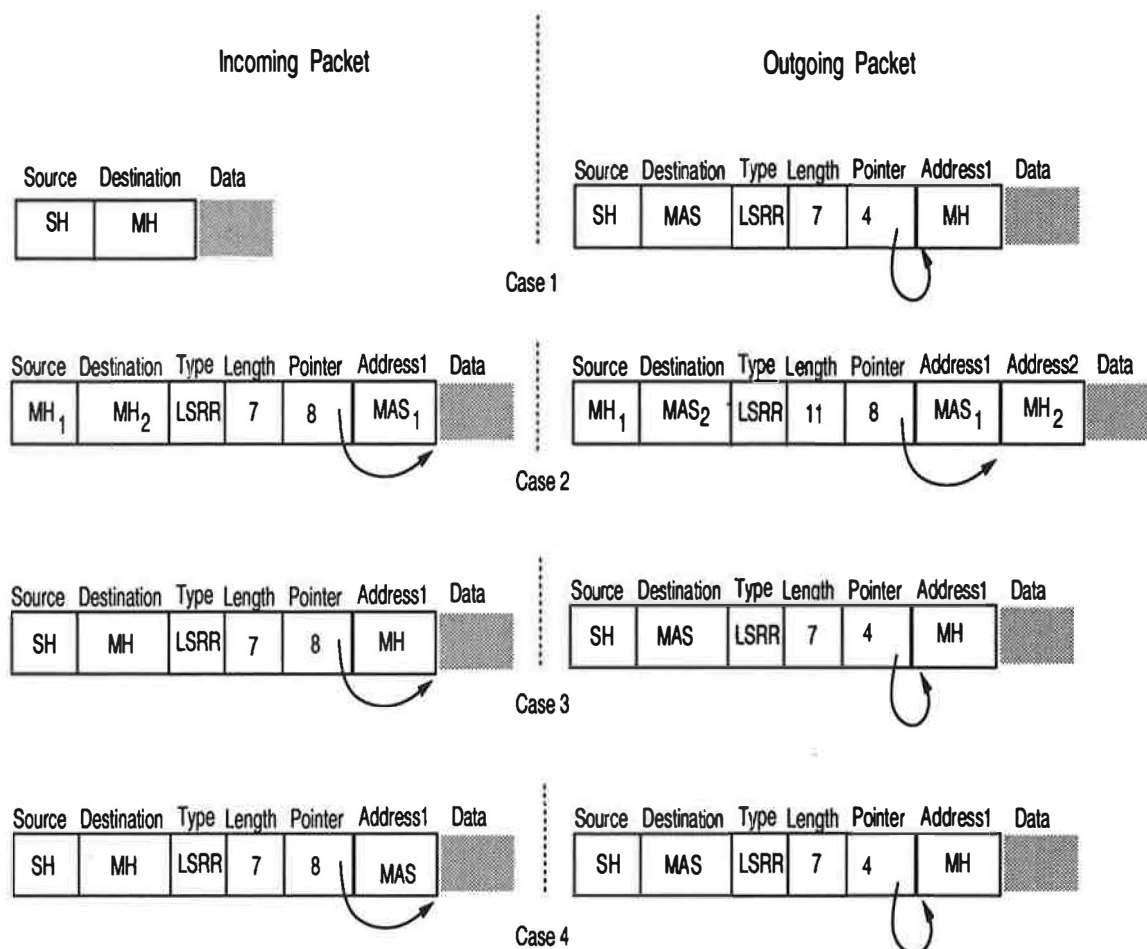 Incoming Packet
Outgoing Packet
Source Destination Data
SH MH
Source Destination Type Length Pointer Address1 Data
SH MAS LSRR 7 4 MH
Case 1
Source Destination Type Length Pointer Address1 Data
MH1 MH2 LSRR 7 8 MAS1
Source Destination Type Length Pointer Address1 Address2 Data
MH1 MAS2 LSRR 11 8 MAS1 MH2
Case 2
Source Destination Type Length Pointer Address1 Data
SH MH LSRR 7 8 MH
Source Destination Type Length Pointer Address1 Data
SH MAS LSRR 7 4 MH
Case 3
Source Destination Type Length Pointer Address1 Data
SH MH LSRR 7 8 MAS
Source Destination Type Length Pointer Address1 Data
SH MAS LSRR 7 4 MH
Case 4